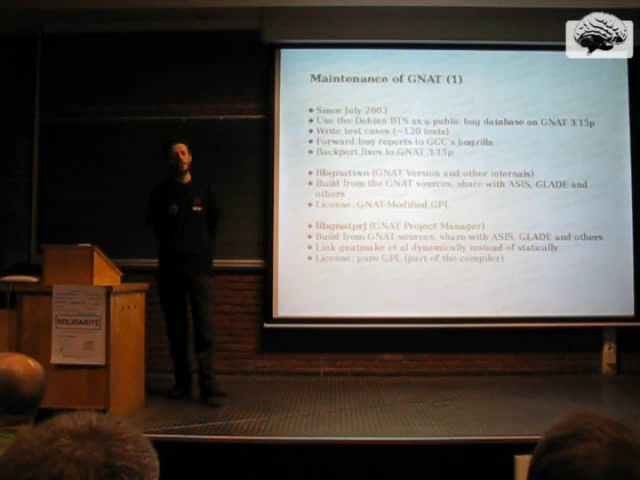 Maintenance of GNAT (1)
Since July 2003
Use the Debian BTS as a public bug database on GNAT 3.15p
Write test cases (~120 tests)
Forward bug reports to GCC's bugzilla
Backport fixes to GNAT 3.15p
libgnatvsn (GNAT Version and other internals)
Build from the GNAT sources, share with ASIS, GLADE and
others
License: GNAT-Modified GPL
libgnatprj (GNAT Project Manager)
Build from GNAT sources, share with ASIS, GLADE and others
Link gnatmake et al dynamically instead of statically
License: pure GPL (part of the compiler)
SOLIDARITÉ